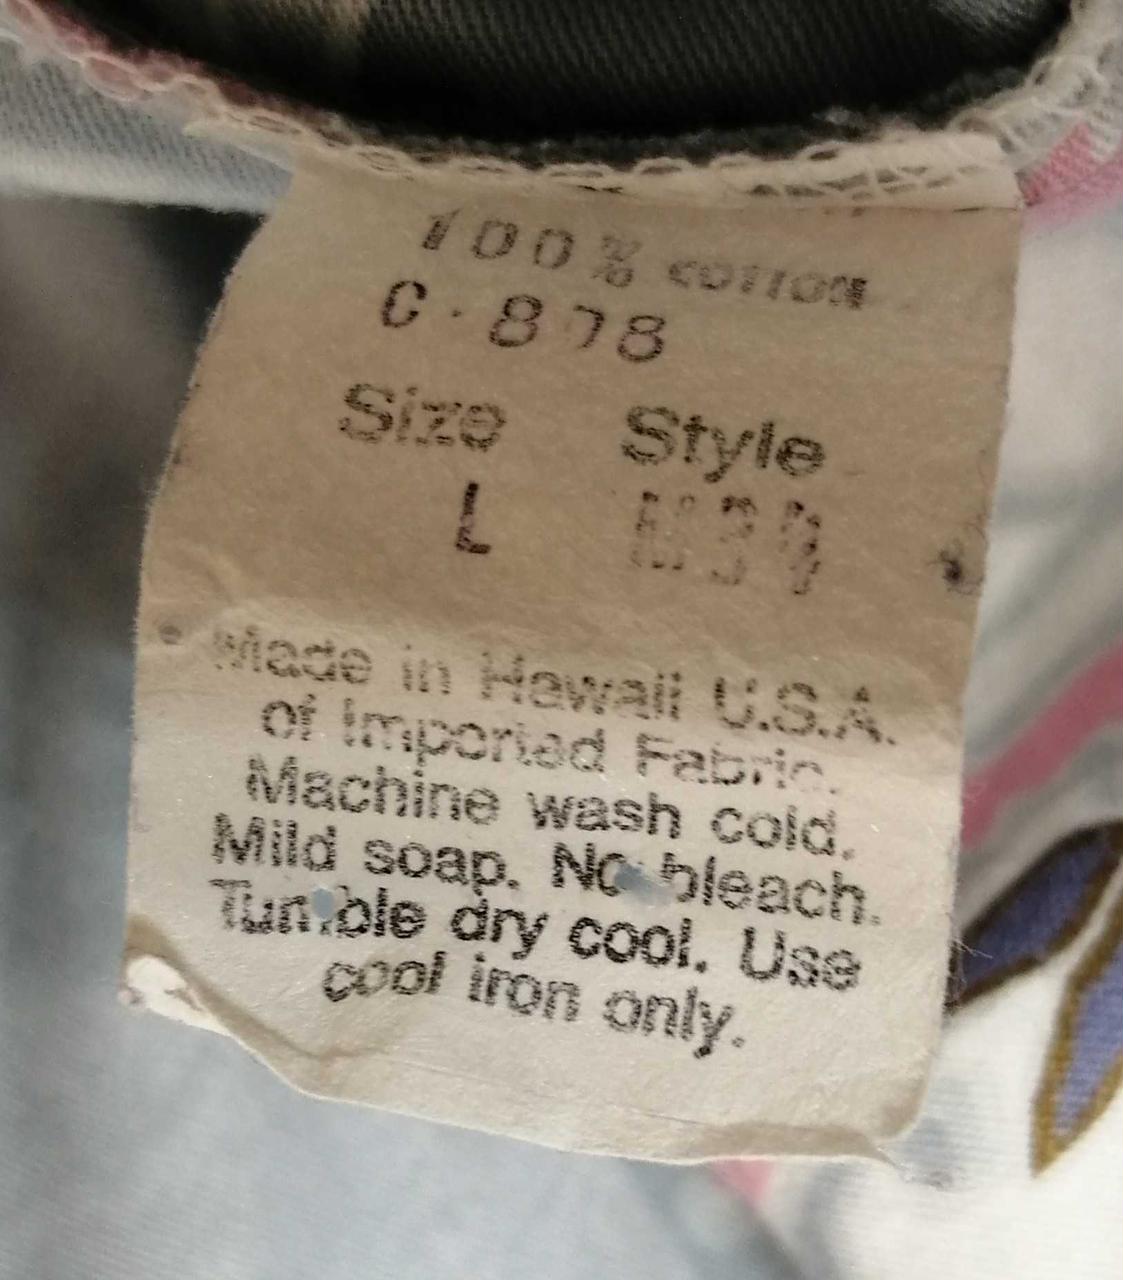 100% COTTON
C·878
Size Style
L
Made in Hawaii U.S.A.
of Imported Fabric.
Machine wash cold.
Mild soap. No bleach.
Tumble dry cool. Use
cool iron only.